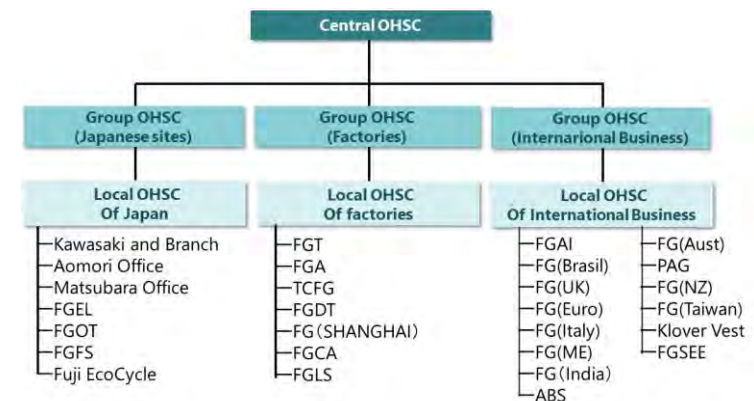 Central OHSC
Group OHSC
(Japanese sites)
Group OHSC
(Factories)
Group OHSC
(Internarional Business)
Local OHSC
Of Japan
Local OHSC
Of factories
Local OHSC
Of International Business
Kawasaki and Branch
Aomori Office
Matsubara Office
FGEL
FGOT
FGFS
Fuji EcoCycle
FGT
FGA
TCFG
FGDT
FG（SHANGHAI）
FGCA
FGLS
FGAI
FG(Brasil)
FG(UK)
FG(Euro)
FG(Italy)
FG(ME)
FG（India）
ABS
FG(Aust)
PAG
FG(NZ)
FG(Taiwan)
Klover Vest
FGSEE